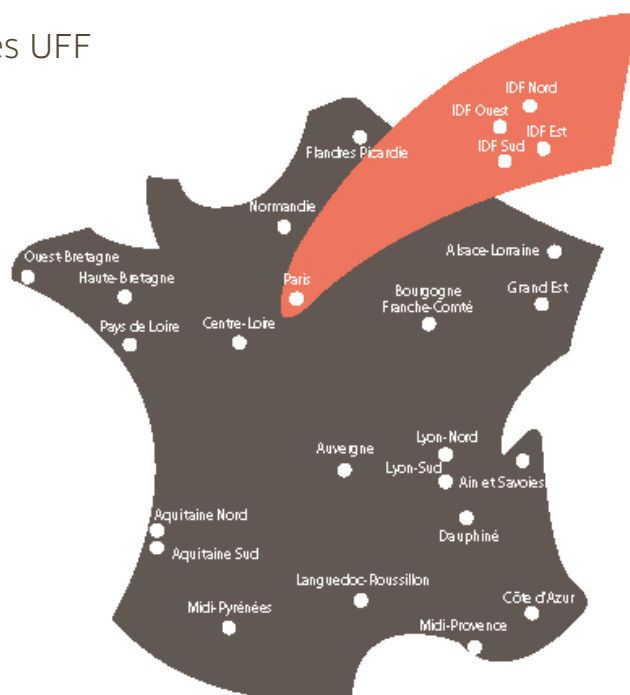 es UFF
IDF Nord
IDF Ouest
IDF Est
IDF Sud
Flandres Picardie
Normandie
Ouest-Bretagne
Alsace-Lorraine
Haute-Bretagne
Paris
Bourgogne
Franche-Comté
Grand Est
Pays de Loire
Centre-Loire
Auvergne
Lyon-Nord
Lyon-Sud
Ain et Savoies
Aquitaine Nord
Dauphiné
Aquitaine Sud
Languedoc-Roussillon
Midi-Pyrénées
Côte d'Azur
Midi-Provence